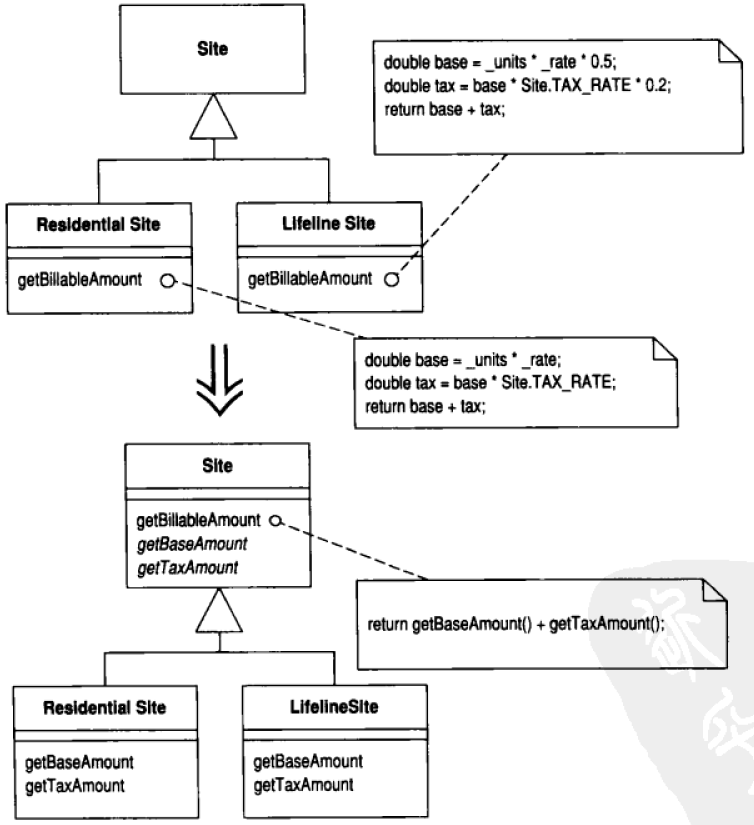 Site
double base = _units * _rate * 0.5;
double tax = base * Site.TAX_RATE * 0.2;
return base + tax;
Residential Site
getBillableAmount
Lifeline Site
getBillableAmount
double base = _units * _rate;
double tax = base * Site.TAX_RATE;
return base + tax;
Site
getBillableAmount
getBaseAmount
getTaxAmount
return getBaseAmount() + getTaxAmount();
Residential Site
getBaseAmount
getTaxAmount
LifelineSite
getBaseAmount
getTaxAmount